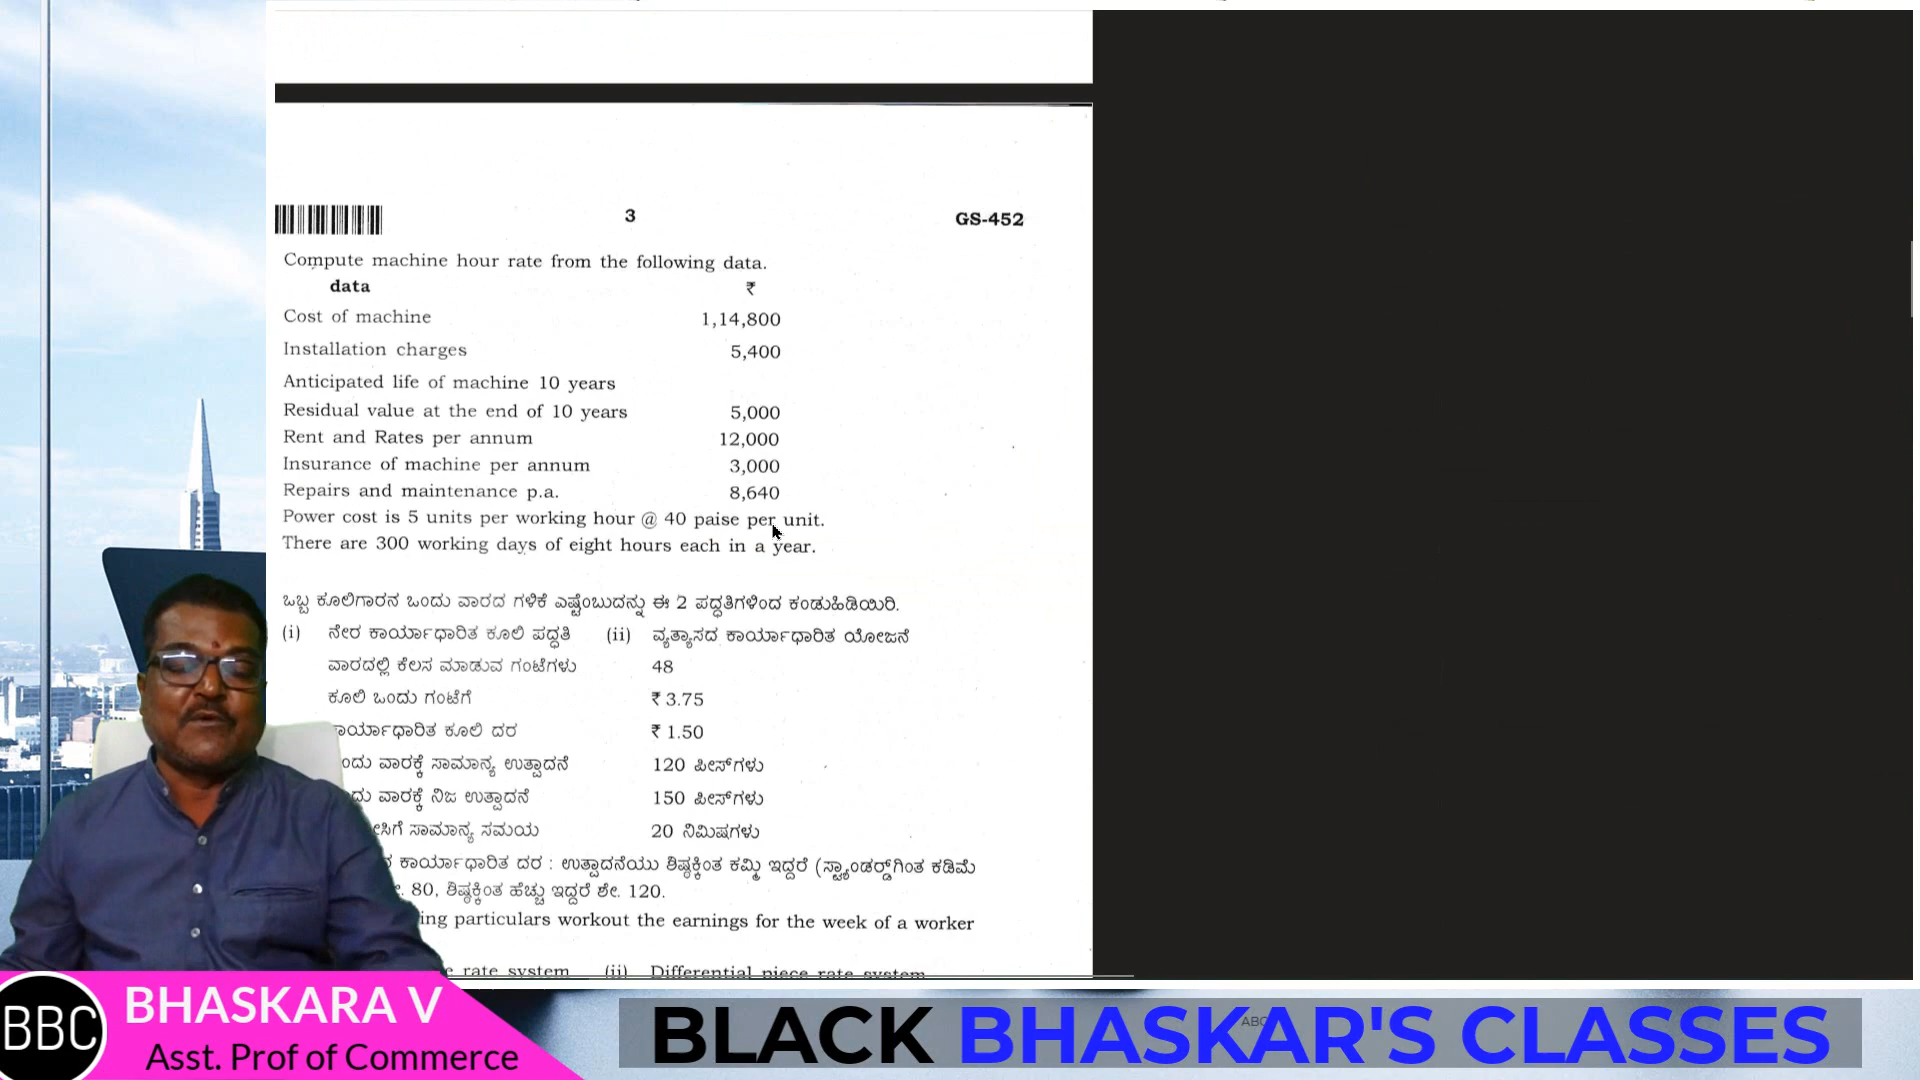 3 GS-452
Compute machine hour rate from the following data.
data ₹
Cost of machine 1,14,800
Installation charges 5,400
Anticipated life of machine 10 years
Residual value at the end of 10 years 5,000
Rent and Rates per annum 12,000
Insurance of machine per annum 3,000
Repairs and maintenance p.a. 8,640
Power cost is 5 units per working hour @ 40 paise per unit.
There are 300 working days of eight hours each in a year.
ಒಬ್ಬ ಕೂಲಿಗಾರನ ಒಂದು ವಾರದ ಗಳಿಕೆ ಎಷ್ಟೆಂಬುದನ್ನು ಈ 2 ಪದ್ಧತಿಗಳಿಂದ ಕಂಡುಹಿಡಿಯಿರಿ.
(i) ನೇರ ಕಾರ್ಯಾಧಾರಿತ ಕೂಲಿ ಪದ್ಧತಿ (ii) ವ್ಯತ್ಯಾಸದ ಕಾರ್ಯಾಧಾರಿತ ಯೋಜನೆ
ವಾರದಲ್ಲಿ ಕೆಲಸ ಮಾಡುವ ಗಂಟೆಗಳು 48
ಕೂಲಿ ಒಂದು ಗಂಟೆಗೆ ₹ 3.75
ಕೂಲಿ ದರ ₹ 1.50
ವಾರಕ್ಕೆ ಸಾಮಾನ್ಯ ಉತ್ಪಾದನೆ 120 ಪೀಸ್‌ಗಳು
ವಾರಕ್ಕೆ ನಿಜ ಉತ್ಪಾದನೆ 150 ಪೀಸ್‌ಗಳು
ಸಾಮಾನ್ಯ ಸಮಯ 20 ನಿಮಿಷಗಳು
ಕಾರ್ಯಾಧಾರಿತ ದರ : ಉತ್ಪಾದನೆಯು ಶಿಷ್ಟಕ್ಕಿಂತ ಕಮ್ಮಿ ಇದ್ದರೆ (ಸ್ಟ್ಯಾಂಡರ್ಡ್‌ಗಿಂತ ಕಡಿಮೆ
80, ಶಿಷ್ಟಕ್ಕಿಂತ ಹೆಚ್ಚು ಇದ್ದರೆ ಶೇ. 120.
particulars workout the earnings for the week of a worker
rate system (ii) Differential piece rate system
BBC
BHASKARA V
Asst. Prof of Commerce
BLACK BHASKAR'S CLASSES